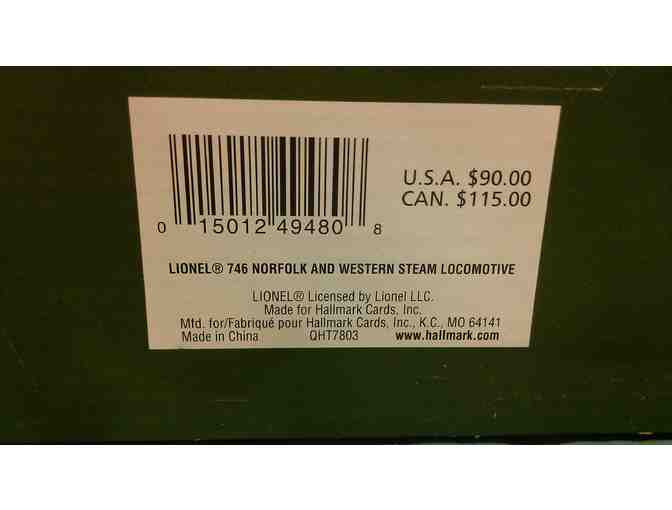 U.S.A. $90.00
CAN. $115.00
0 15012 49480 8
LIONEL® 746 NORFOLK AND WESTERN STEAM LOCOMOTIVE
LIONEL® Licensed by Lionel LLC.
Made for Hallmark Cards, Inc.
Mfd. for/Fabriqué pour Hallmark Cards, Inc., K.C., MO 64141
Made in China QHT7803 www.hallmark.com